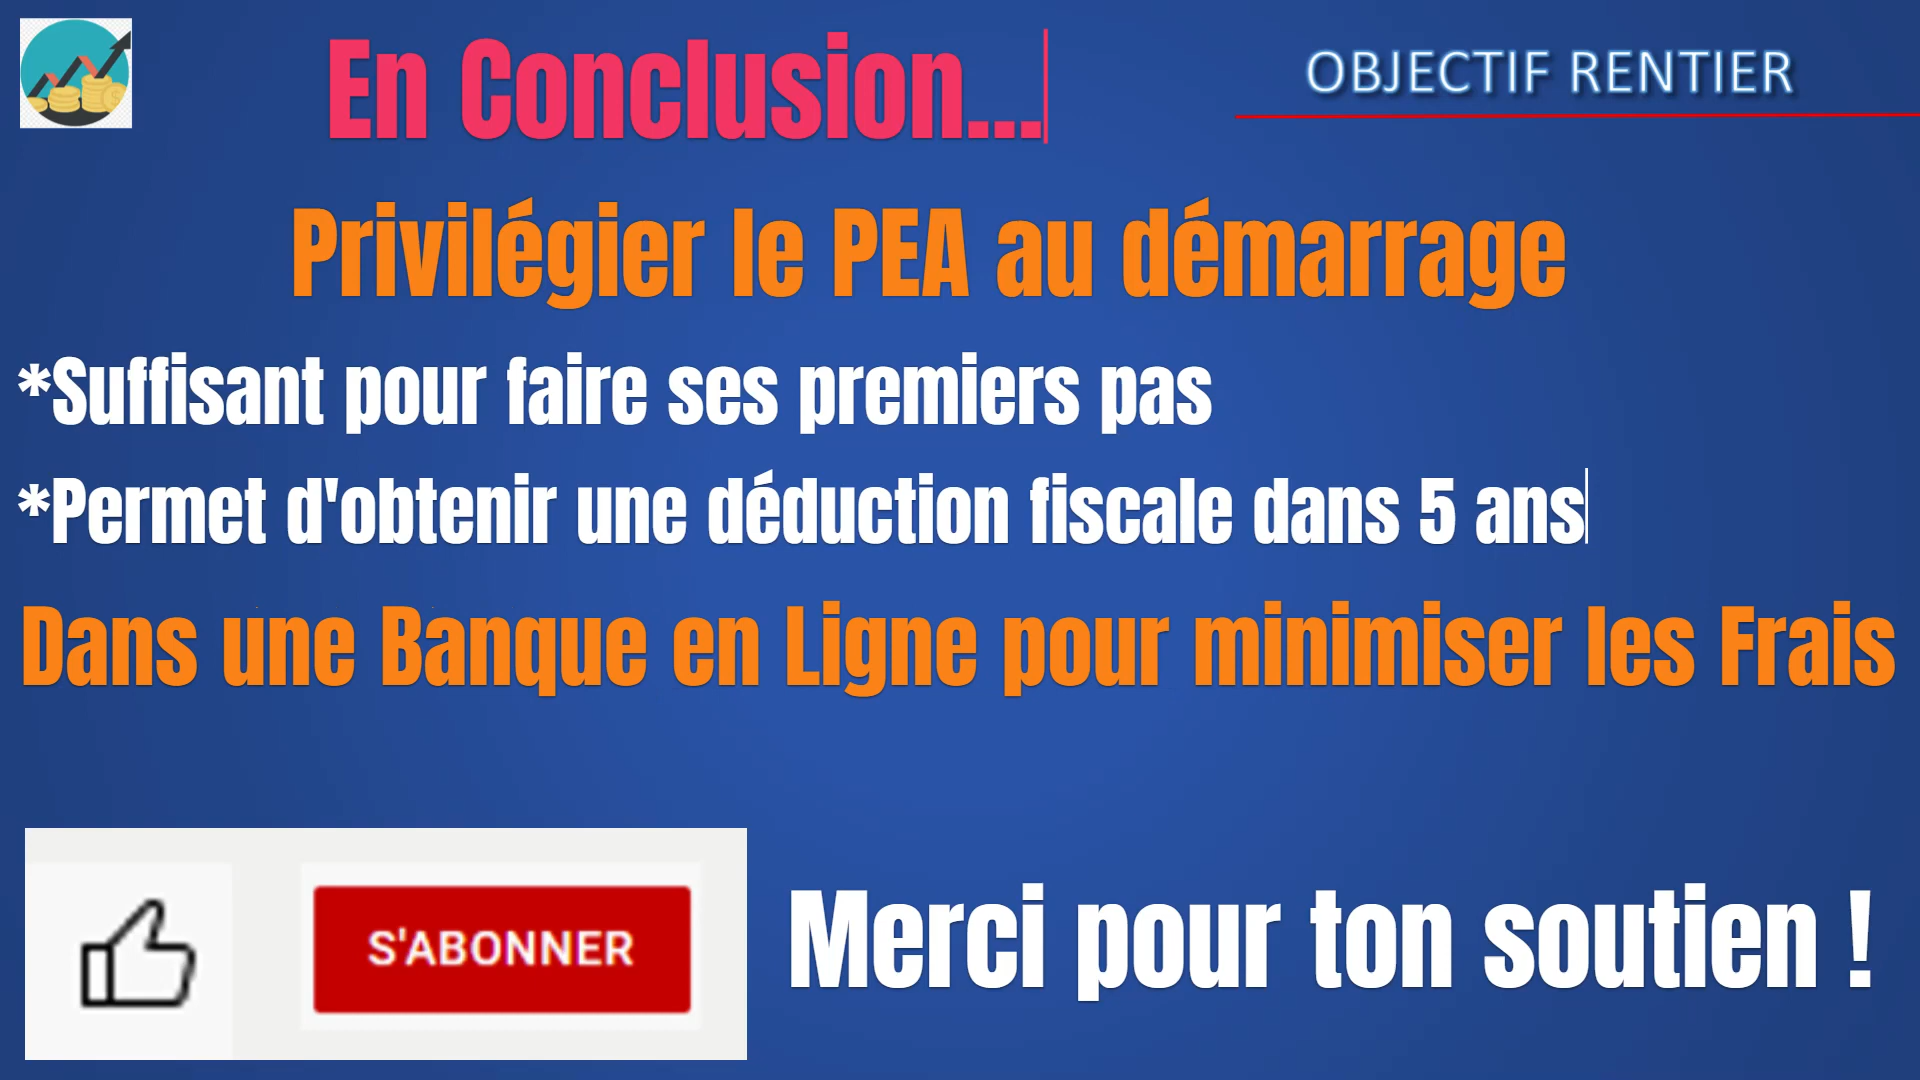 En Conclusion...
OBJECTIF RENTIER
Privilégier le PEA au démarrage
*Suffisant pour faire ses premiers pas
*Permet d'obtenir une déduction fiscale dans 5 ans
Dans une Banque en Ligne pour minimiser les Frais
S'ABONNER
Merci pour ton soutien !